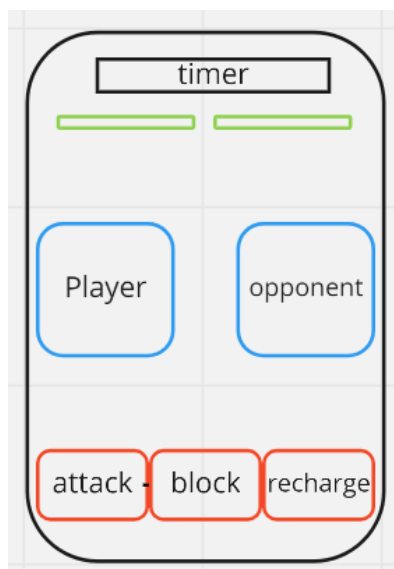 timer
Player
opponent
attack -
block
recharge